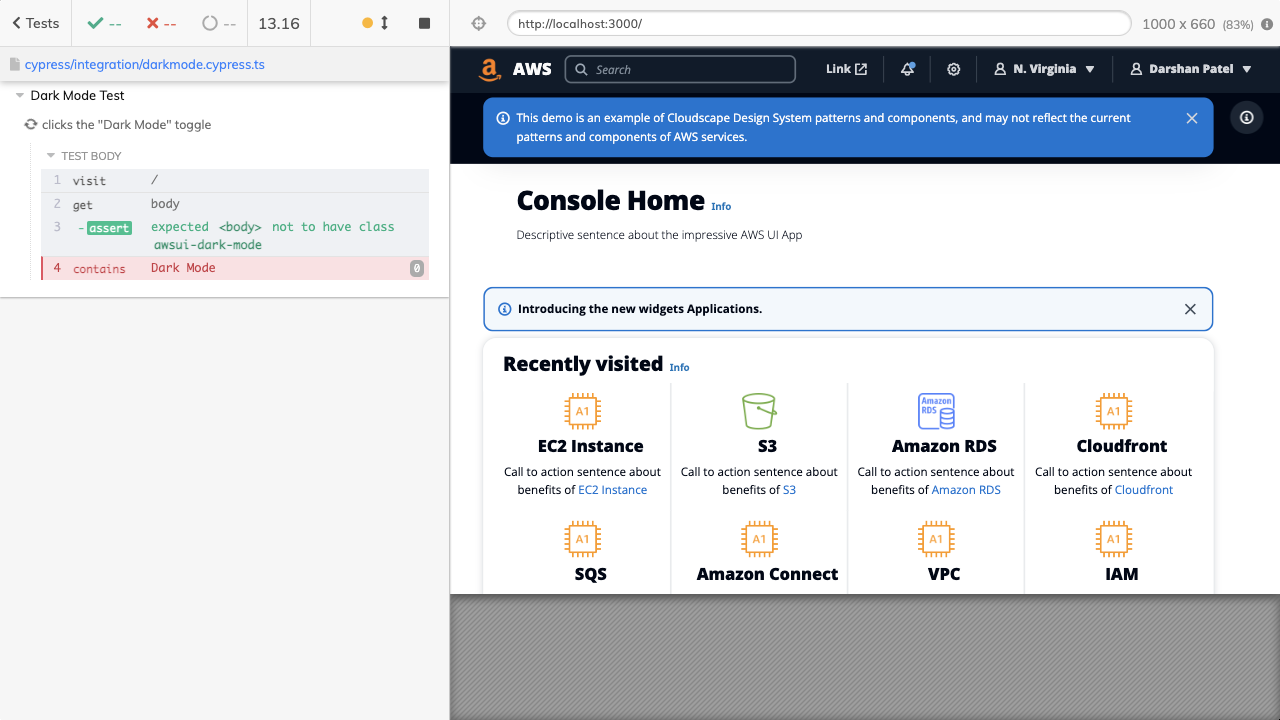 Tests
--
--
--
13.16
http://localhost:3000/
1000 x 660 (83%)
cypress/integration/darkmode.cypress.ts
Dark Mode Test
clicks the "Dark Mode" toggle
TEST BODY
1 visit /
2 get body
3 -assert expected <body> not to have class
awsui-dark-mode
4 contains Dark Mode 0
a AWS
Search
Link
N. Virginia
Darshan Patel
This demo is an example of Cloudscape Design System patterns and components, and may not reflect the current
patterns and components of AWS services.
Console Home Info
Descriptive sentence about the impressive AWS UI App
Introducing the new widgets Applications.
Recently visited Info
A1
EC2 Instance
Call to action sentence about
benefits of EC2 Instance
S3
Call to action sentence about
benefits of S3
Amazon
RDS
Amazon RDS
Call to action sentence about
benefits of Amazon RDS
A1
Cloudfront
Call to action sentence about
benefits of Cloudfront
A1
SQS
A1
Amazon Connect
A1
VPC
A1
IAM